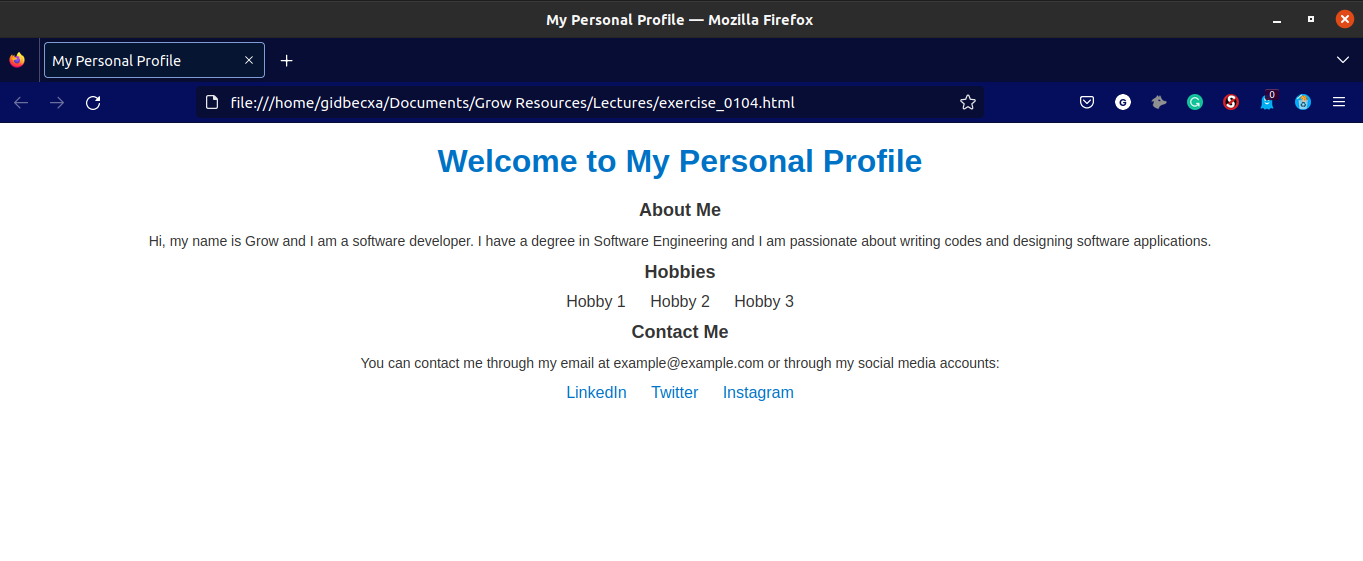 My Personal Profile — Mozilla Firefox
My Personal Profile
file:///home/gidbecxa/Documents/Grow Resources/Lectures/exercise_0104.html
G
G
S
0
Welcome to My Personal Profile
About Me
Hi, my name is Grow and I am a software developer. I have a degree in Software Engineering and I am passionate about writing codes and designing software applications.
Hobbies
Hobby 1 Hobby 2 Hobby 3
Contact Me
You can contact me through my email at example@example.com or through my social media accounts:
LinkedIn Twitter Instagram